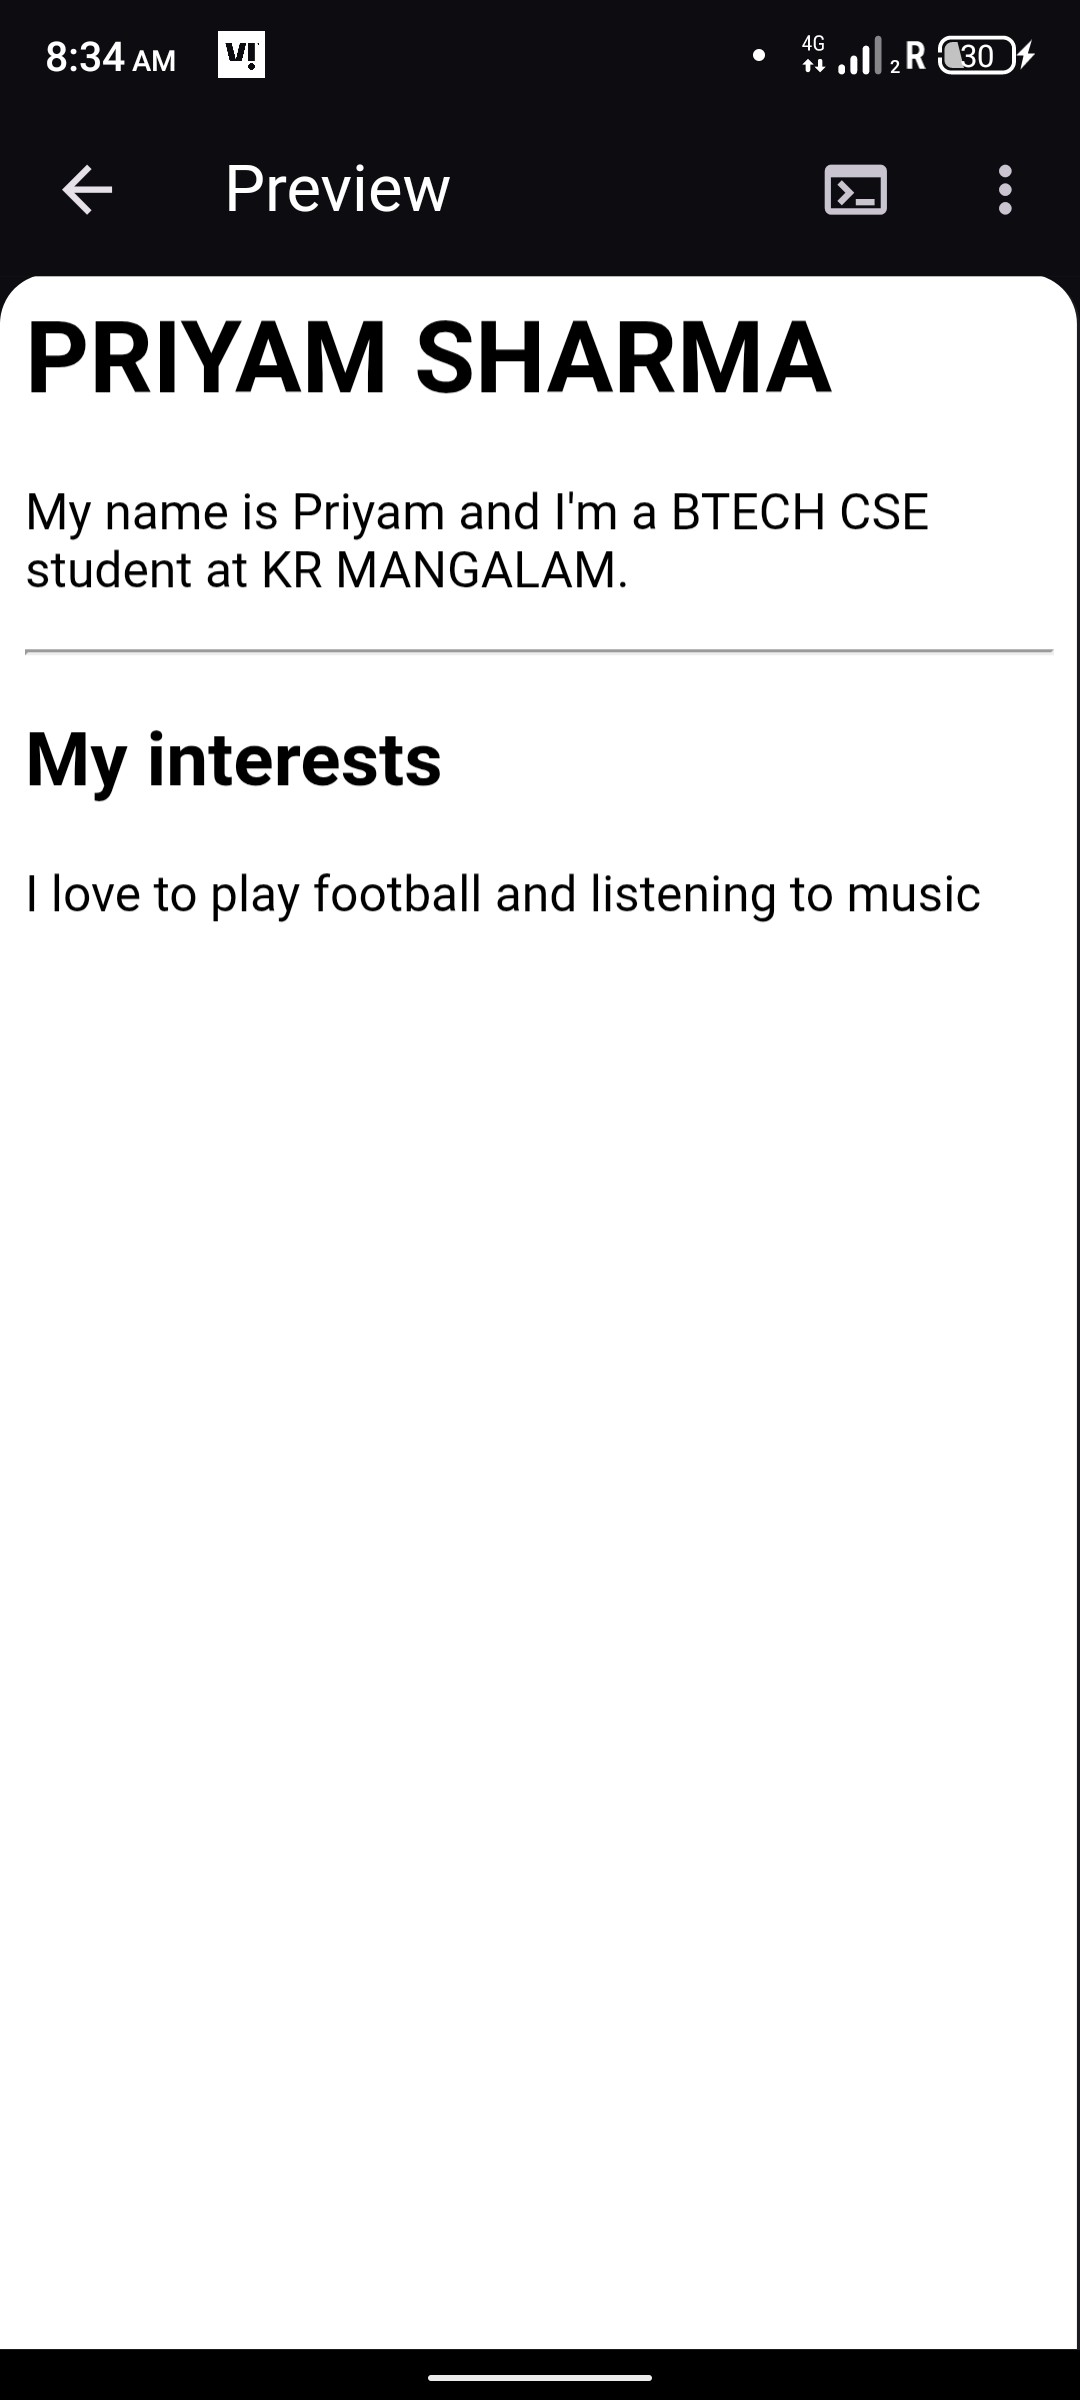 8:34 AM VI 4G 2 R 30
Preview
PRIYAM SHARMA
My name is Priyam and I'm a BTECH CSE
student at KR MANGALAM.
My interests
I love to play football and listening to music